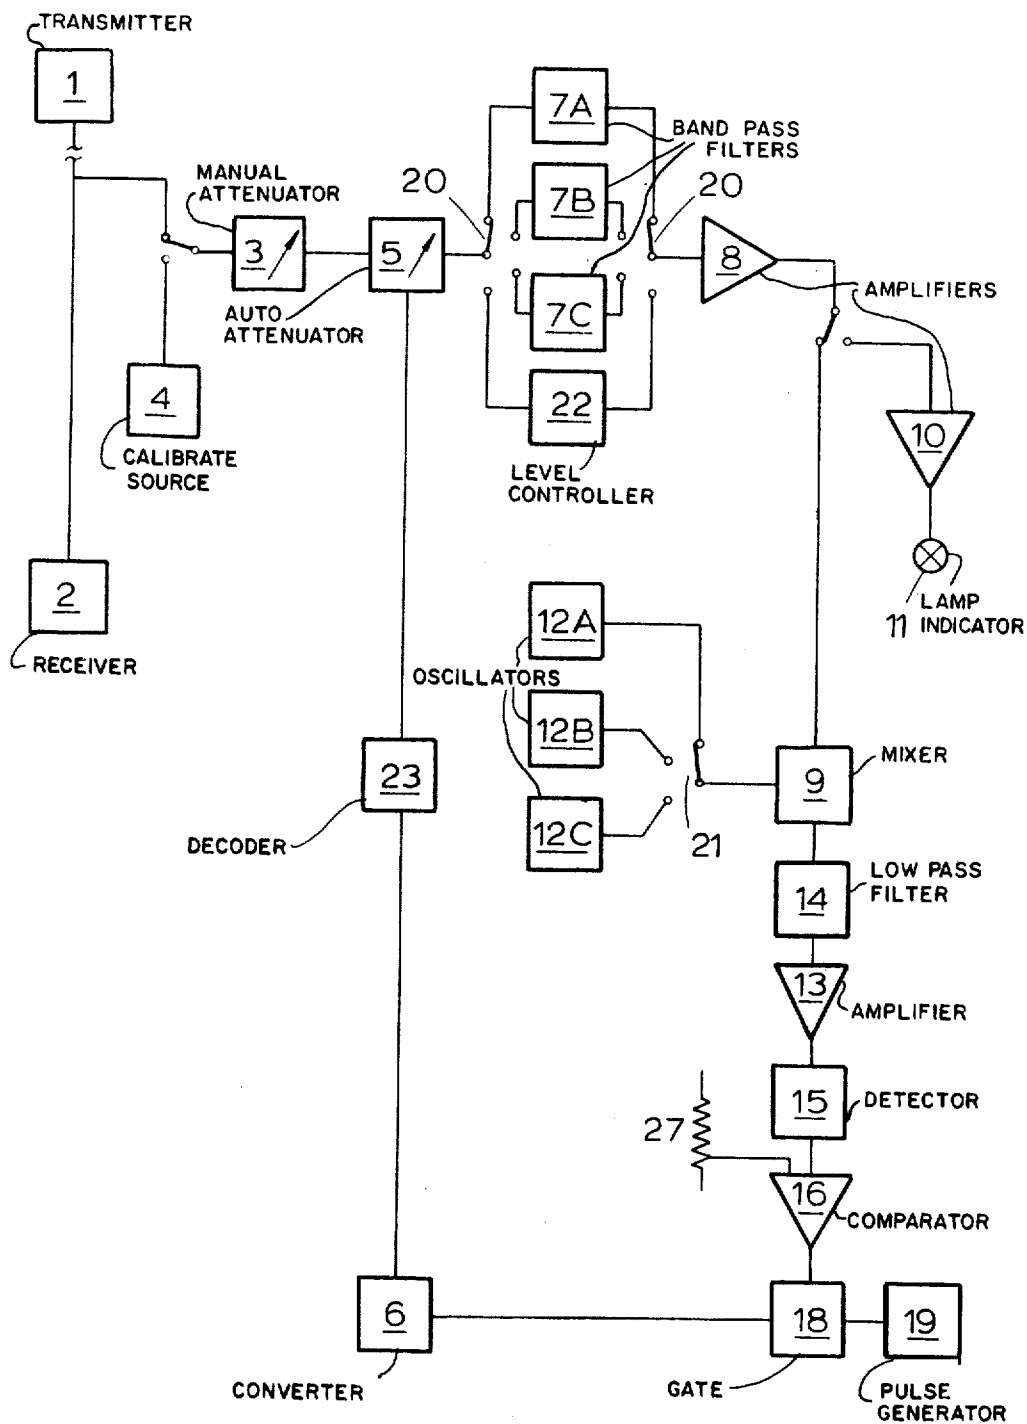 TRANSMITTER
1
7A
BAND PASS
FILTERS
MANUAL
ATTENUATOR
20
7B
20
3
5
8
AMPLIFIERS
AUTO
ATTENUATOR
7C
4
22
10
CALIBRATE
SOURCE
LEVEL
CONTROLLER
2
12A
11
LAMP
INDICATOR
RECEIVER
OSCILLATORS
12B
MIXER
23
9
DECODER
12C
21
LOW PASS
FILTER
14
13
AMPLIFIER
15
DETECTOR
27
16
COMPARATOR
6
18
19
CONVERTER
GATE
PULSE
GENERATOR